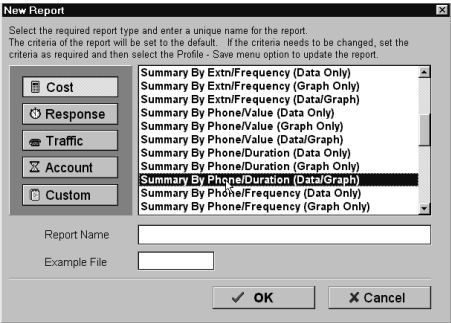 New Report
Select the required report type and enter a unique name for the report.
The criteria of the report will be set to the default. If the criteria needs to be changed, set the
criteria as required and then select the Profile - Save menu option to update the report.
Cost
Response
Traffic
Account
Custom
Summary By Extn/Frequency (Data Only)
Summary By Extn/Frequency (Graph Only)
Summary By Extn/Frequency (Data/Graph)
Summary By Phone/Value (Data Only)
Summary By Phone/Value (Graph Only)
Summary By Phone/Value (Data/Graph)
Summary By Phone/Duration (Data Only)
Summary By Phone/Duration (Graph Only)
Summary By Phone/Duration (Data/Graph)
Summary By Phone/Frequency (Data Only)
Summary By Phone/Frequency (Graph Only)
Report Name
Example File
OK
Cancel